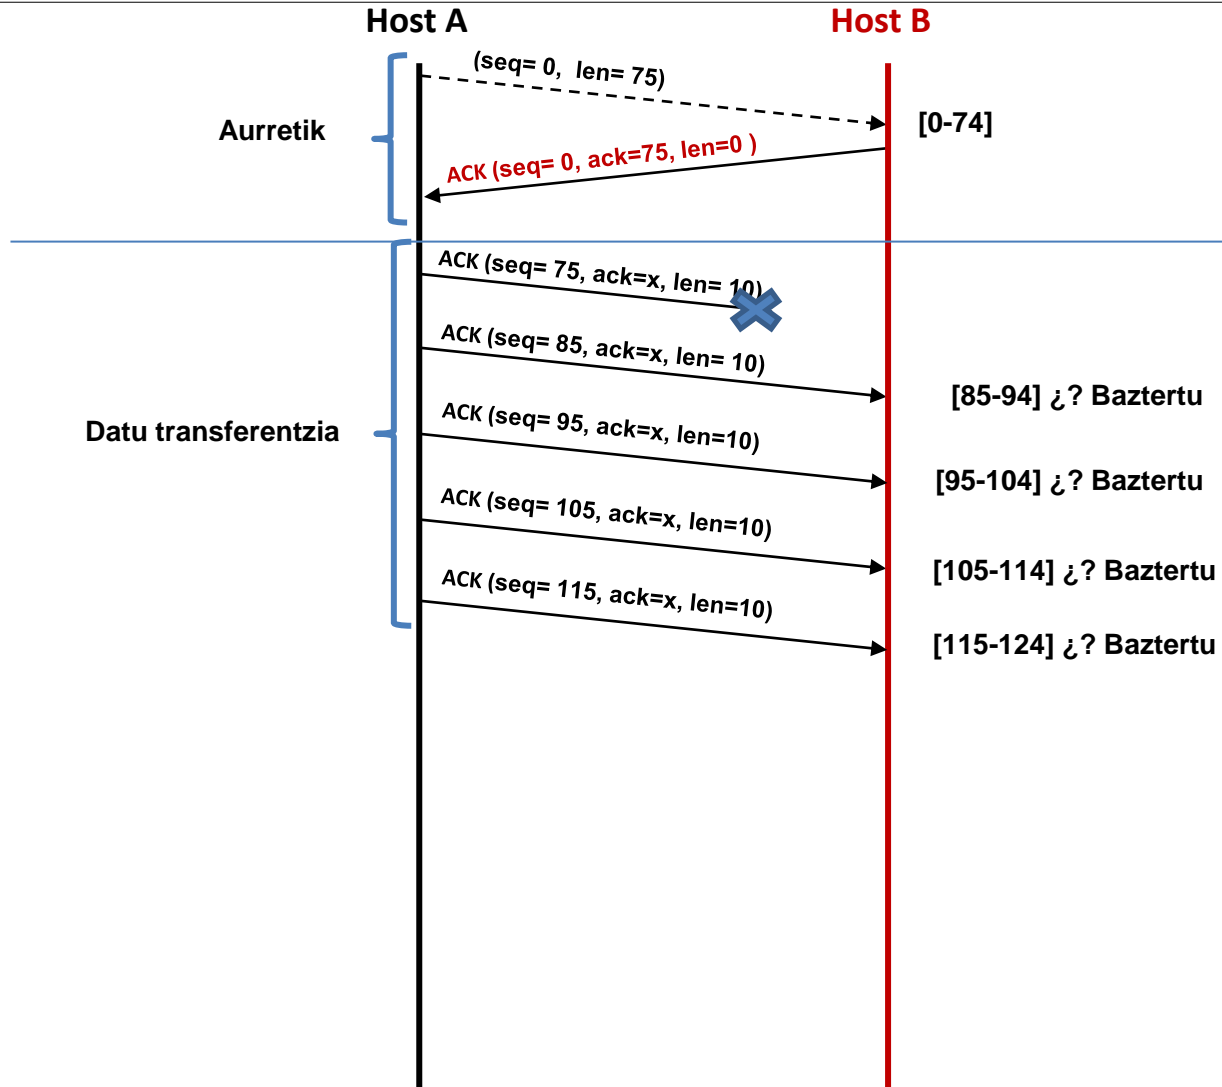 Host A
Host B
(seq= 0, len= 75)
[0-74]
Aurretik
ACK (seq= 0, ack=75, len=0 )
ACK (seq= 75, ack=x, len= 10)
ACK (seq= 85, ack=x, len= 10)
[85-94] ¿? Baztertu
Datu transferentzia
ACK (seq= 95, ack=x, len=10)
[95-104] ¿? Baztertu
ACK (seq= 105, ack=x, len=10)
[105-114] ¿? Baztertu
ACK (seq= 115, ack=x, len=10)
[115-124] ¿? Baztertu